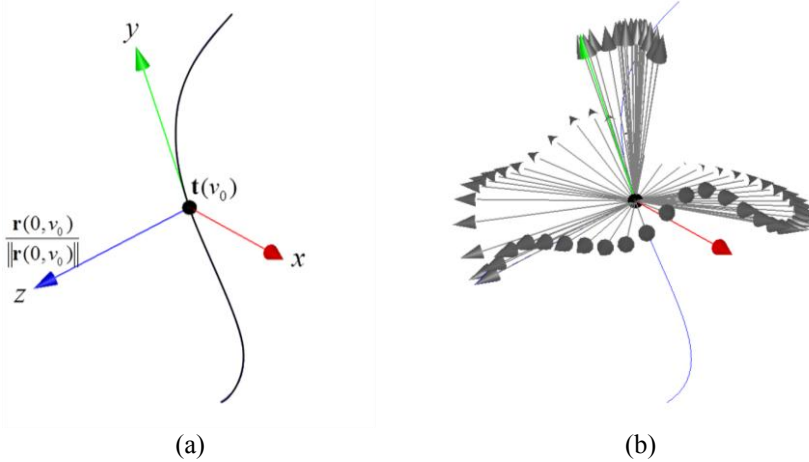 y
t(v₀)
r(0, v₀)
‖r(0, v₀)‖
x
z
(a) (b)